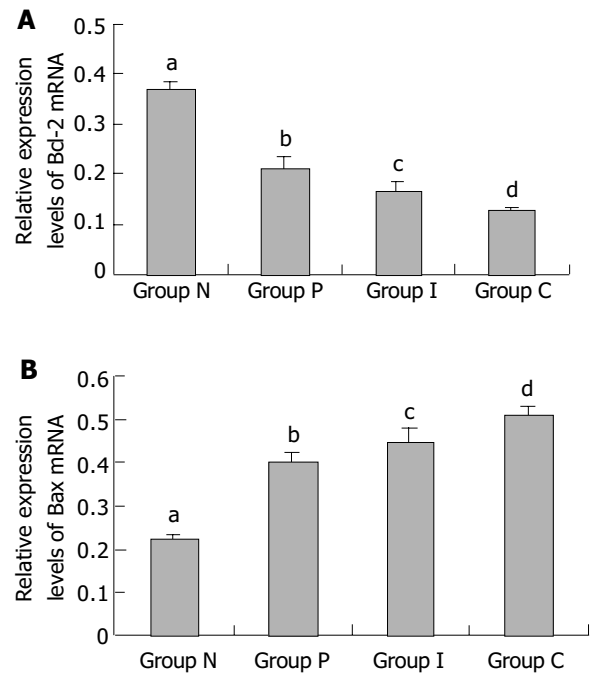 A
Relative expression
levels of Bcl-2 mRNA
0.5
0.4
0.3
0.2
0.1
0
a
b
c
d
Group N Group P Group I Group C
B
Relative expression
levels of Bax mRNA
0.6
0.5
0.4
0.3
0.2
0.1
0
a
b
c
d
Group N Group P Group I Group C